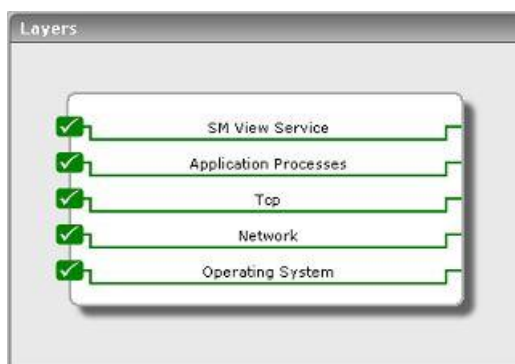 Layers
SM View Service
Application Processes
Tcp
Network
Operating System